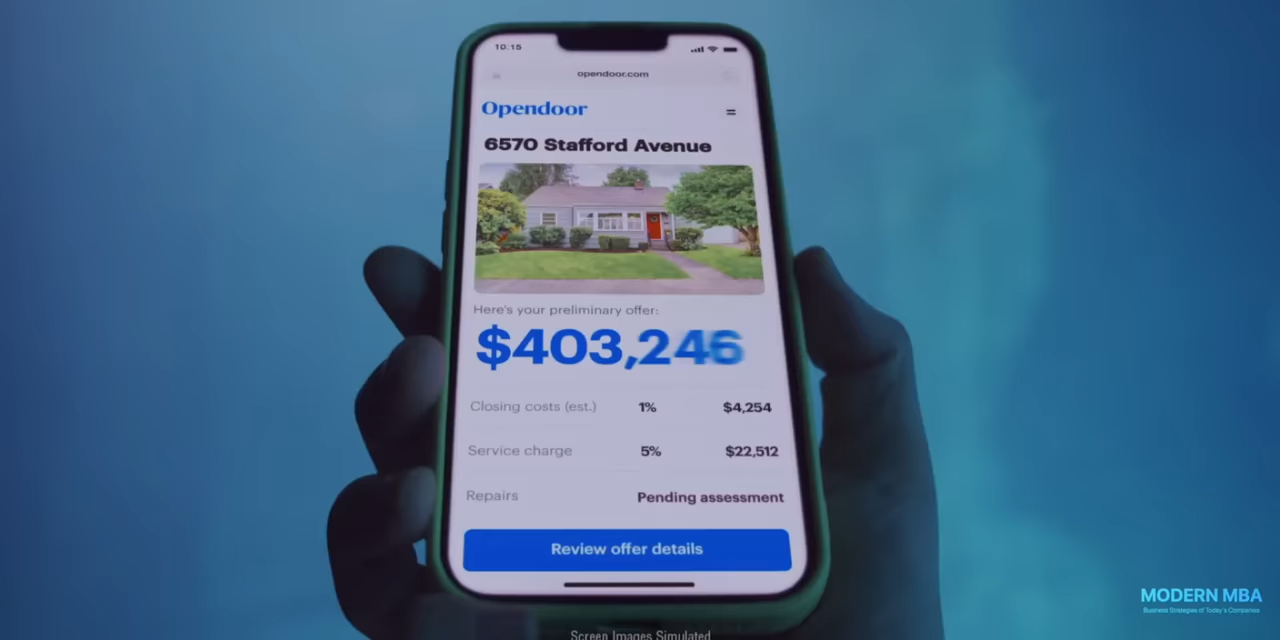 10:15
opendoor.com
Opendoor
6570 Stafford Avenue
Here's your preliminary offer:
$403,246
Closing costs (est.) 1% $4,254
Service charge 5% $22,512
Repairs Pending assessment
Review offer details
MODERN MBA
Business Strategies of Today's Companies
Screen Images Simulated